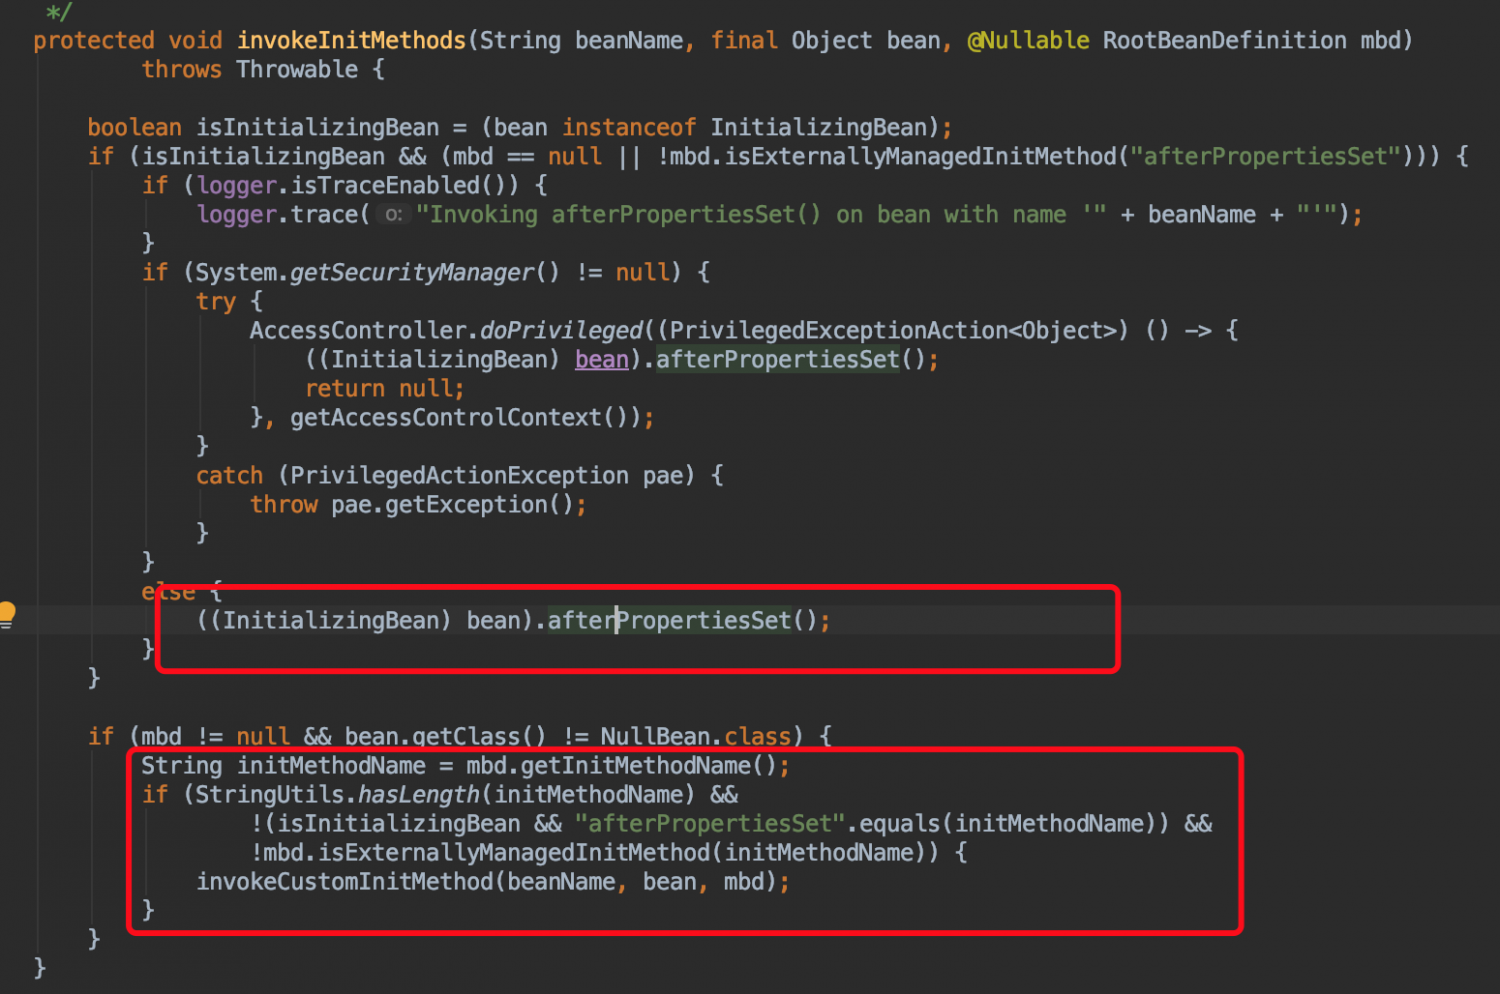 */
protected void invokeInitMethods(String beanName, final Object bean, @Nullable RootBeanDefinition mbd)
throws Throwable {
boolean isInitializingBean = (bean instanceof InitializingBean);
if (isInitializingBean && (mbd == null || !mbd.isExternallyManagedInitMethod("afterPropertiesSet"))) {
if (logger.isTraceEnabled()) {
logger.trace( o: "Invoking afterPropertiesSet() on bean with name '" + beanName + "'");
}
if (System.getSecurityManager() != null) {
try {
AccessController.doPrivileged((PrivilegedExceptionAction<Object>) () -> {
((InitializingBean) bean).afterPropertiesSet();
return null;
}, getAccessControlContext());
}
catch (PrivilegedActionException pae) {
throw pae.getException();
}
}
else {
((InitializingBean) bean).afterPropertiesSet();
}
}
if (mbd != null && bean.getClass() != NullBean.class) {
String initMethodName = mbd.getInitMethodName();
if (StringUtils.hasLength(initMethodName) &&
!(isInitializingBean && "afterPropertiesSet".equals(initMethodName)) &&
!mbd.isExternallyManagedInitMethod(initMethodName)) {
invokeCustomInitMethod(beanName, bean, mbd);
}
}
}